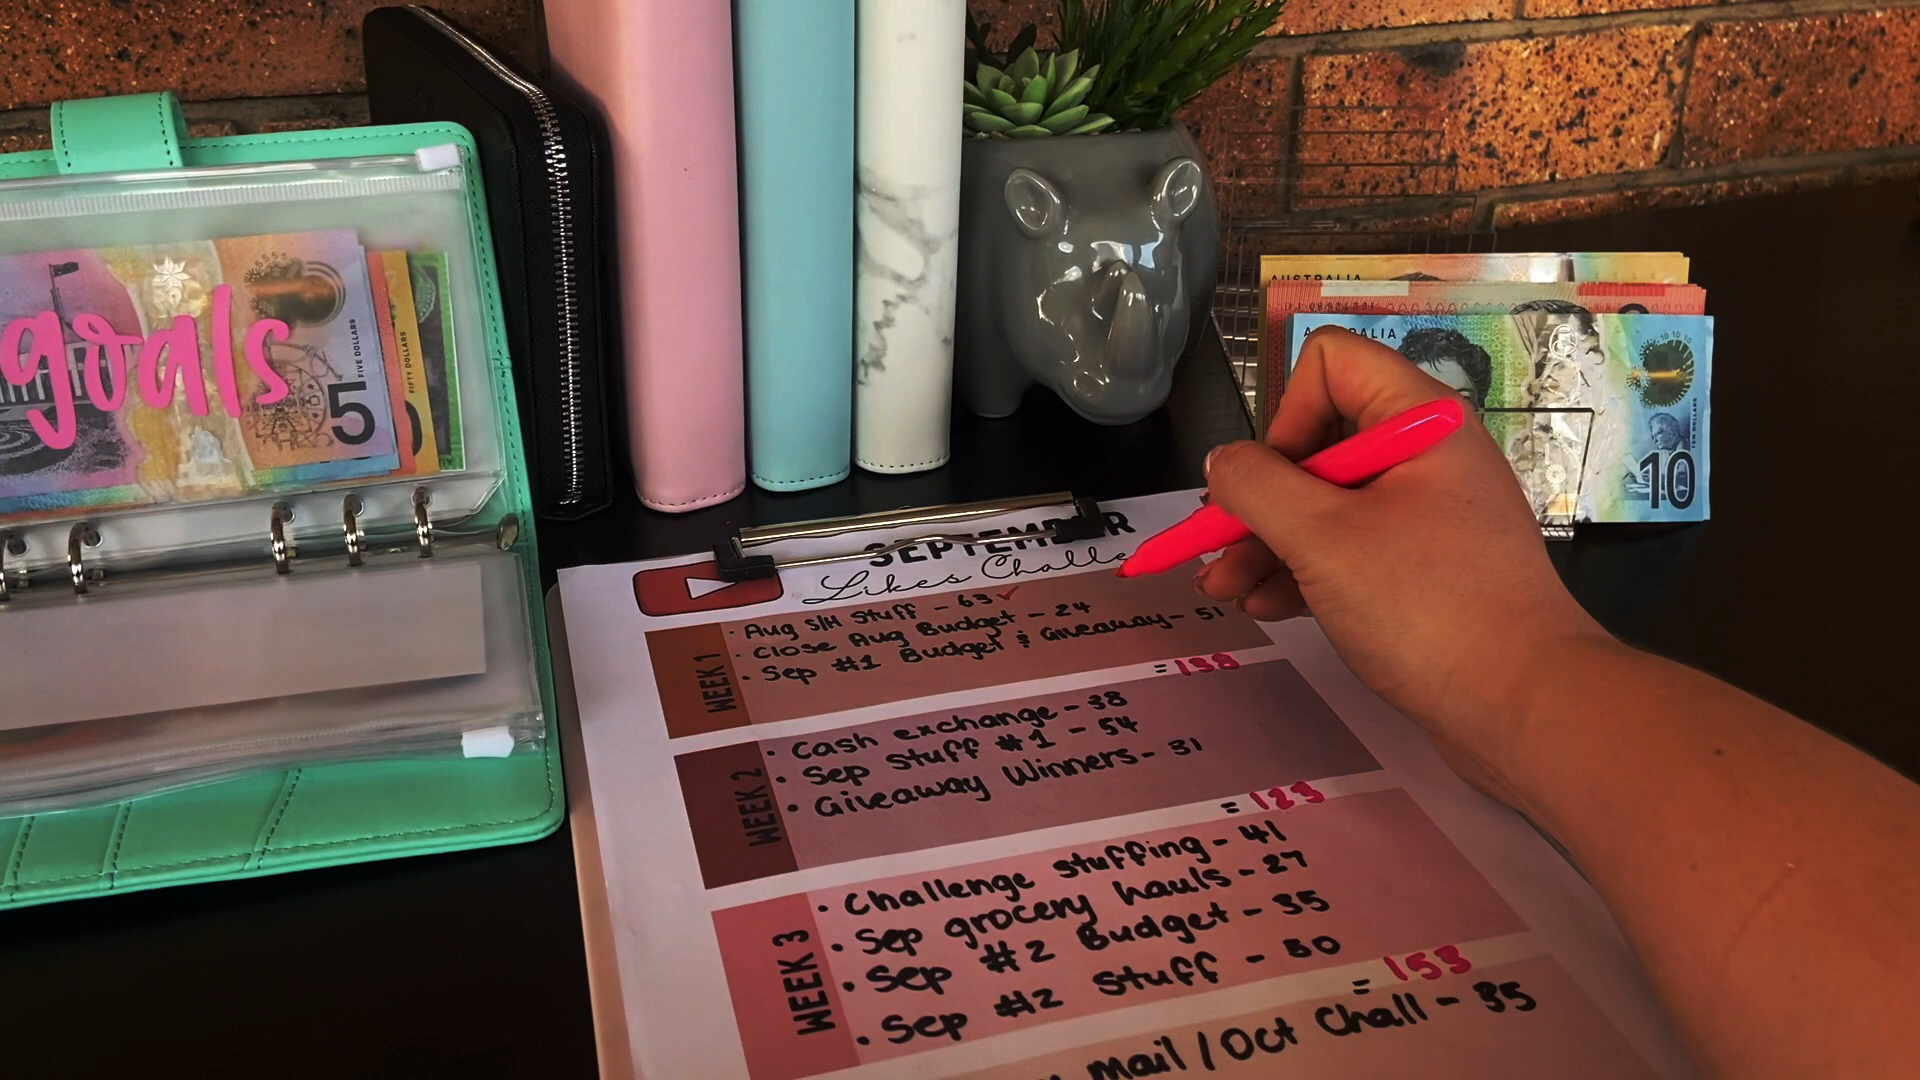 goals
FIVE DOLLARS
5
FIFTY DOLLARS
AUSTRALIA
AUSTRALIA
10
SEPTEMBER
Likes Challe
WEEK 1
· Aug S/H Stuff - 63 ✓
· Close Aug Budget - 24
· Sep #1 Budget & Giveaway - 51
= 138
WEEK 2
· Cash exchange - 38
· Sep Stuff #1 - 54
· Giveaway Winners - 31
= 123
WEEK 3
· Challenge stuffing - 41
· Sep grocery hauls - 27
· Sep #2 Budget - 35
· Sep #2 Stuff - 50
= 153
Mail / Oct Chall - 35